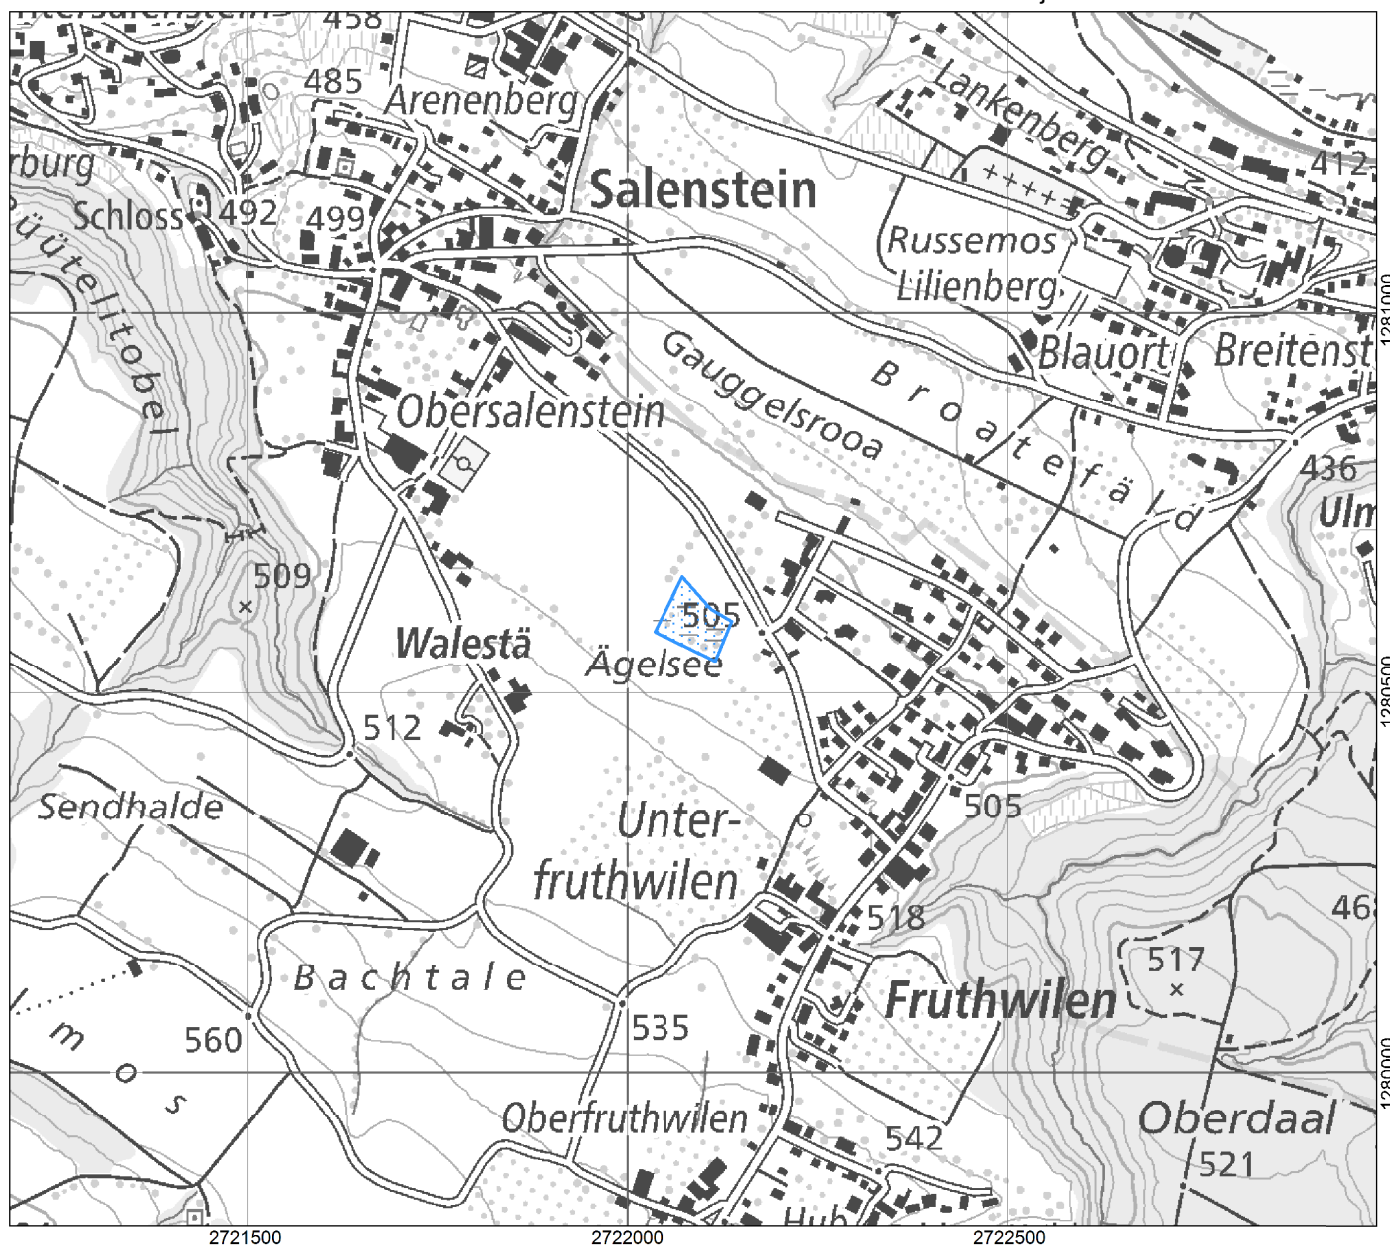 458
485
Arenenberg
Lankenberg
412
rburg
Salenstein
Schloss
492
499
Russemos
Lilienberg
Blauort
Breitenst
1281000
Gauggelsrooa
Broatefäld
Obersalenstein
436
Ulm
509
505
Walestä
Ägelsee
1280500
512
Sendhalde
505
Unter-
fruthwilen
518
46
517
Bachtale
Fruthwilen
535
560
mos
1280000
Oberfruthwilen
Oberdaal
542
521
Hub
2721500
2722000
2722500